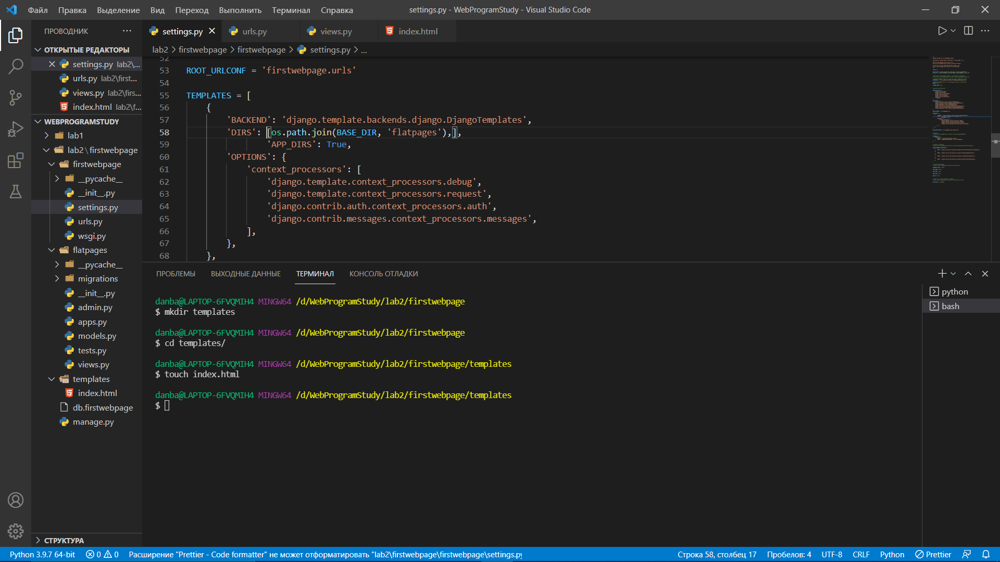 Файл Правка Выделение Вид Переход Выполнить Терминал Справка
settings.py - WebProgramStudy - Visual Studio Code
ПРОВОДНИК
ОТКРЫТЫЕ РЕДАКТОРЫ
settings.py lab2\...
urls.py lab2\first...
views.py lab2\firs...
index.html lab2\f...
WEBPROGRAMSTUDY
lab1
lab2 \ firstwebpage
firstwebpage
__pycache__
__init__.py
settings.py
urls.py
wsgi.py
flatpages
__pycache__
migrations
__init__.py
admin.py
apps.py
models.py
tests.py
views.py
templates
index.html
db.firstwebpage
manage.py
СТРУКТУРА
settings.py urls.py views.py index.html
lab2 > firstwebpage > firstwebpage > settings.py > ...
52
53 ROOT_URLCONF = 'firstwebpage.urls'
54
55 TEMPLATES = [
56 {
57 'BACKEND': 'django.template.backends.django.DjangoTemplates',
58 'DIRS': [os.path.join(BASE_DIR, 'flatpages'),],
59 'APP_DIRS': True,
60 'OPTIONS': {
61 'context_processors': [
62 'django.template.context_processors.debug',
63 'django.template.context_processors.request',
64 'django.contrib.auth.context_processors.auth',
65 'django.contrib.messages.context_processors.messages',
66 ],
67 },
68 },
ПРОБЛЕМЫ ВЫХОДНЫЕ ДАННЫЕ ТЕРМИНАЛ КОНСОЛЬ ОТЛАДКИ
danba@LAPTOP-6FVQMIH4 MINGW64 /d/WebProgramStudy/lab2/firstwebpage
$ mkdir templates
danba@LAPTOP-6FVQMIH4 MINGW64 /d/WebProgramStudy/lab2/firstwebpage
$ cd templates/
danba@LAPTOP-6FVQMIH4 MINGW64 /d/WebProgramStudy/lab2/firstwebpage/templates
$ touch index.html
danba@LAPTOP-6FVQMIH4 MINGW64 /d/WebProgramStudy/lab2/firstwebpage/templates
$
python
bash
Python 3.9.7 64-bit 0 0 Расширение "Prettier - Code formatter" не может отформатировать "lab2\firstwebpage\firstwebpage\settings.py
Строка 58, столбец 17 Пробелов: 4 UTF-8 CRLF Python Prettier